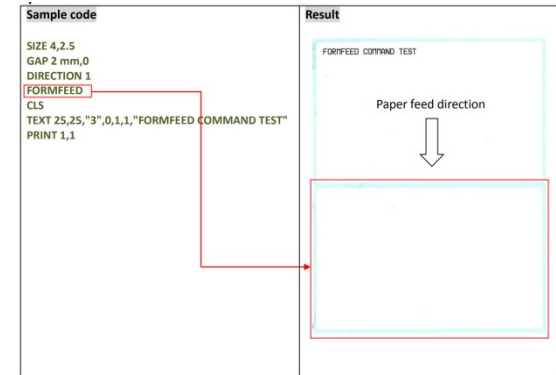 Sample code
SIZE 4,2.5
GAP 2 mm,0
DIRECTION 1
FORMFEED
CLS
TEXT 25,25,"3",0,1,1,"FORMFEED COMMAND TEST"
PRINT 1,1
Result
FORMFEED COMMAND TEST
Paper feed direction